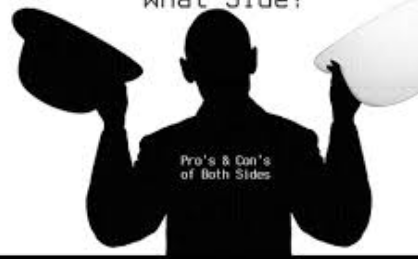 What Side?
Pro's & Con's
of Both Sides